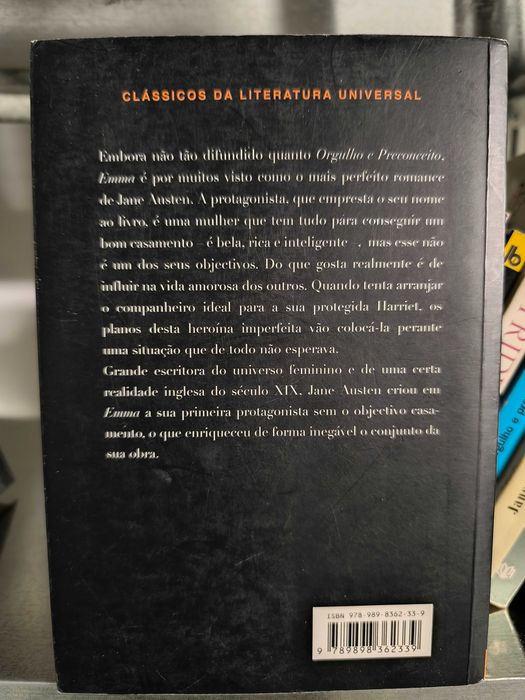 CLÁSSICOS DA LITERATURA UNIVERSAL
Embora não tão difundido quanto Orgulho e Preconceito,
Emma é por muitos visto como o mais perfeito romance
de Jane Austen. A protagonista, que empresta o seu nome
ao livro, é uma mulher que tem tudo para conseguir um
bom casamento – é bela, rica e inteligente –, mas esse não
é um dos seus objectivos. Do que gosta realmente é de
influir na vida amorosa dos outros. Quando tenta arranjar
o companheiro ideal para a sua protegida Harriet, os
planos desta heroína imperfeita vão colocá-la perante
uma situação que de todo não esperava.
Grande escritora do universo feminino e de uma certa
realidade inglesa do século XIX, Jane Austen criou em
Emma a sua primeira protagonista sem o objectivo casa-
mento, o que enriqueceu de forma inegável o conjunto da
sua obra.
ISBN 978-989-8362-33-9
9 789898 362339